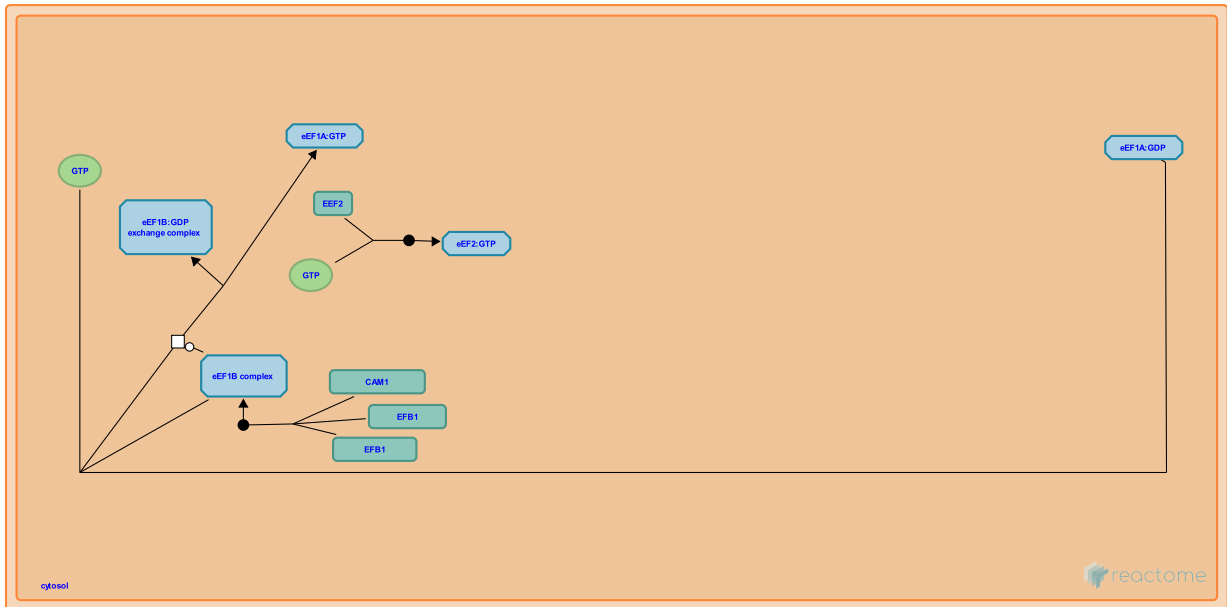 eEF1A:GTP
eEF1A:GDP
GTP
EEF2
eEF1B:GDP
exchange complex
eEF2:GTP
GTP
eEF1B complex
CAM1
EFB1
EFB1
cytosol
reactome